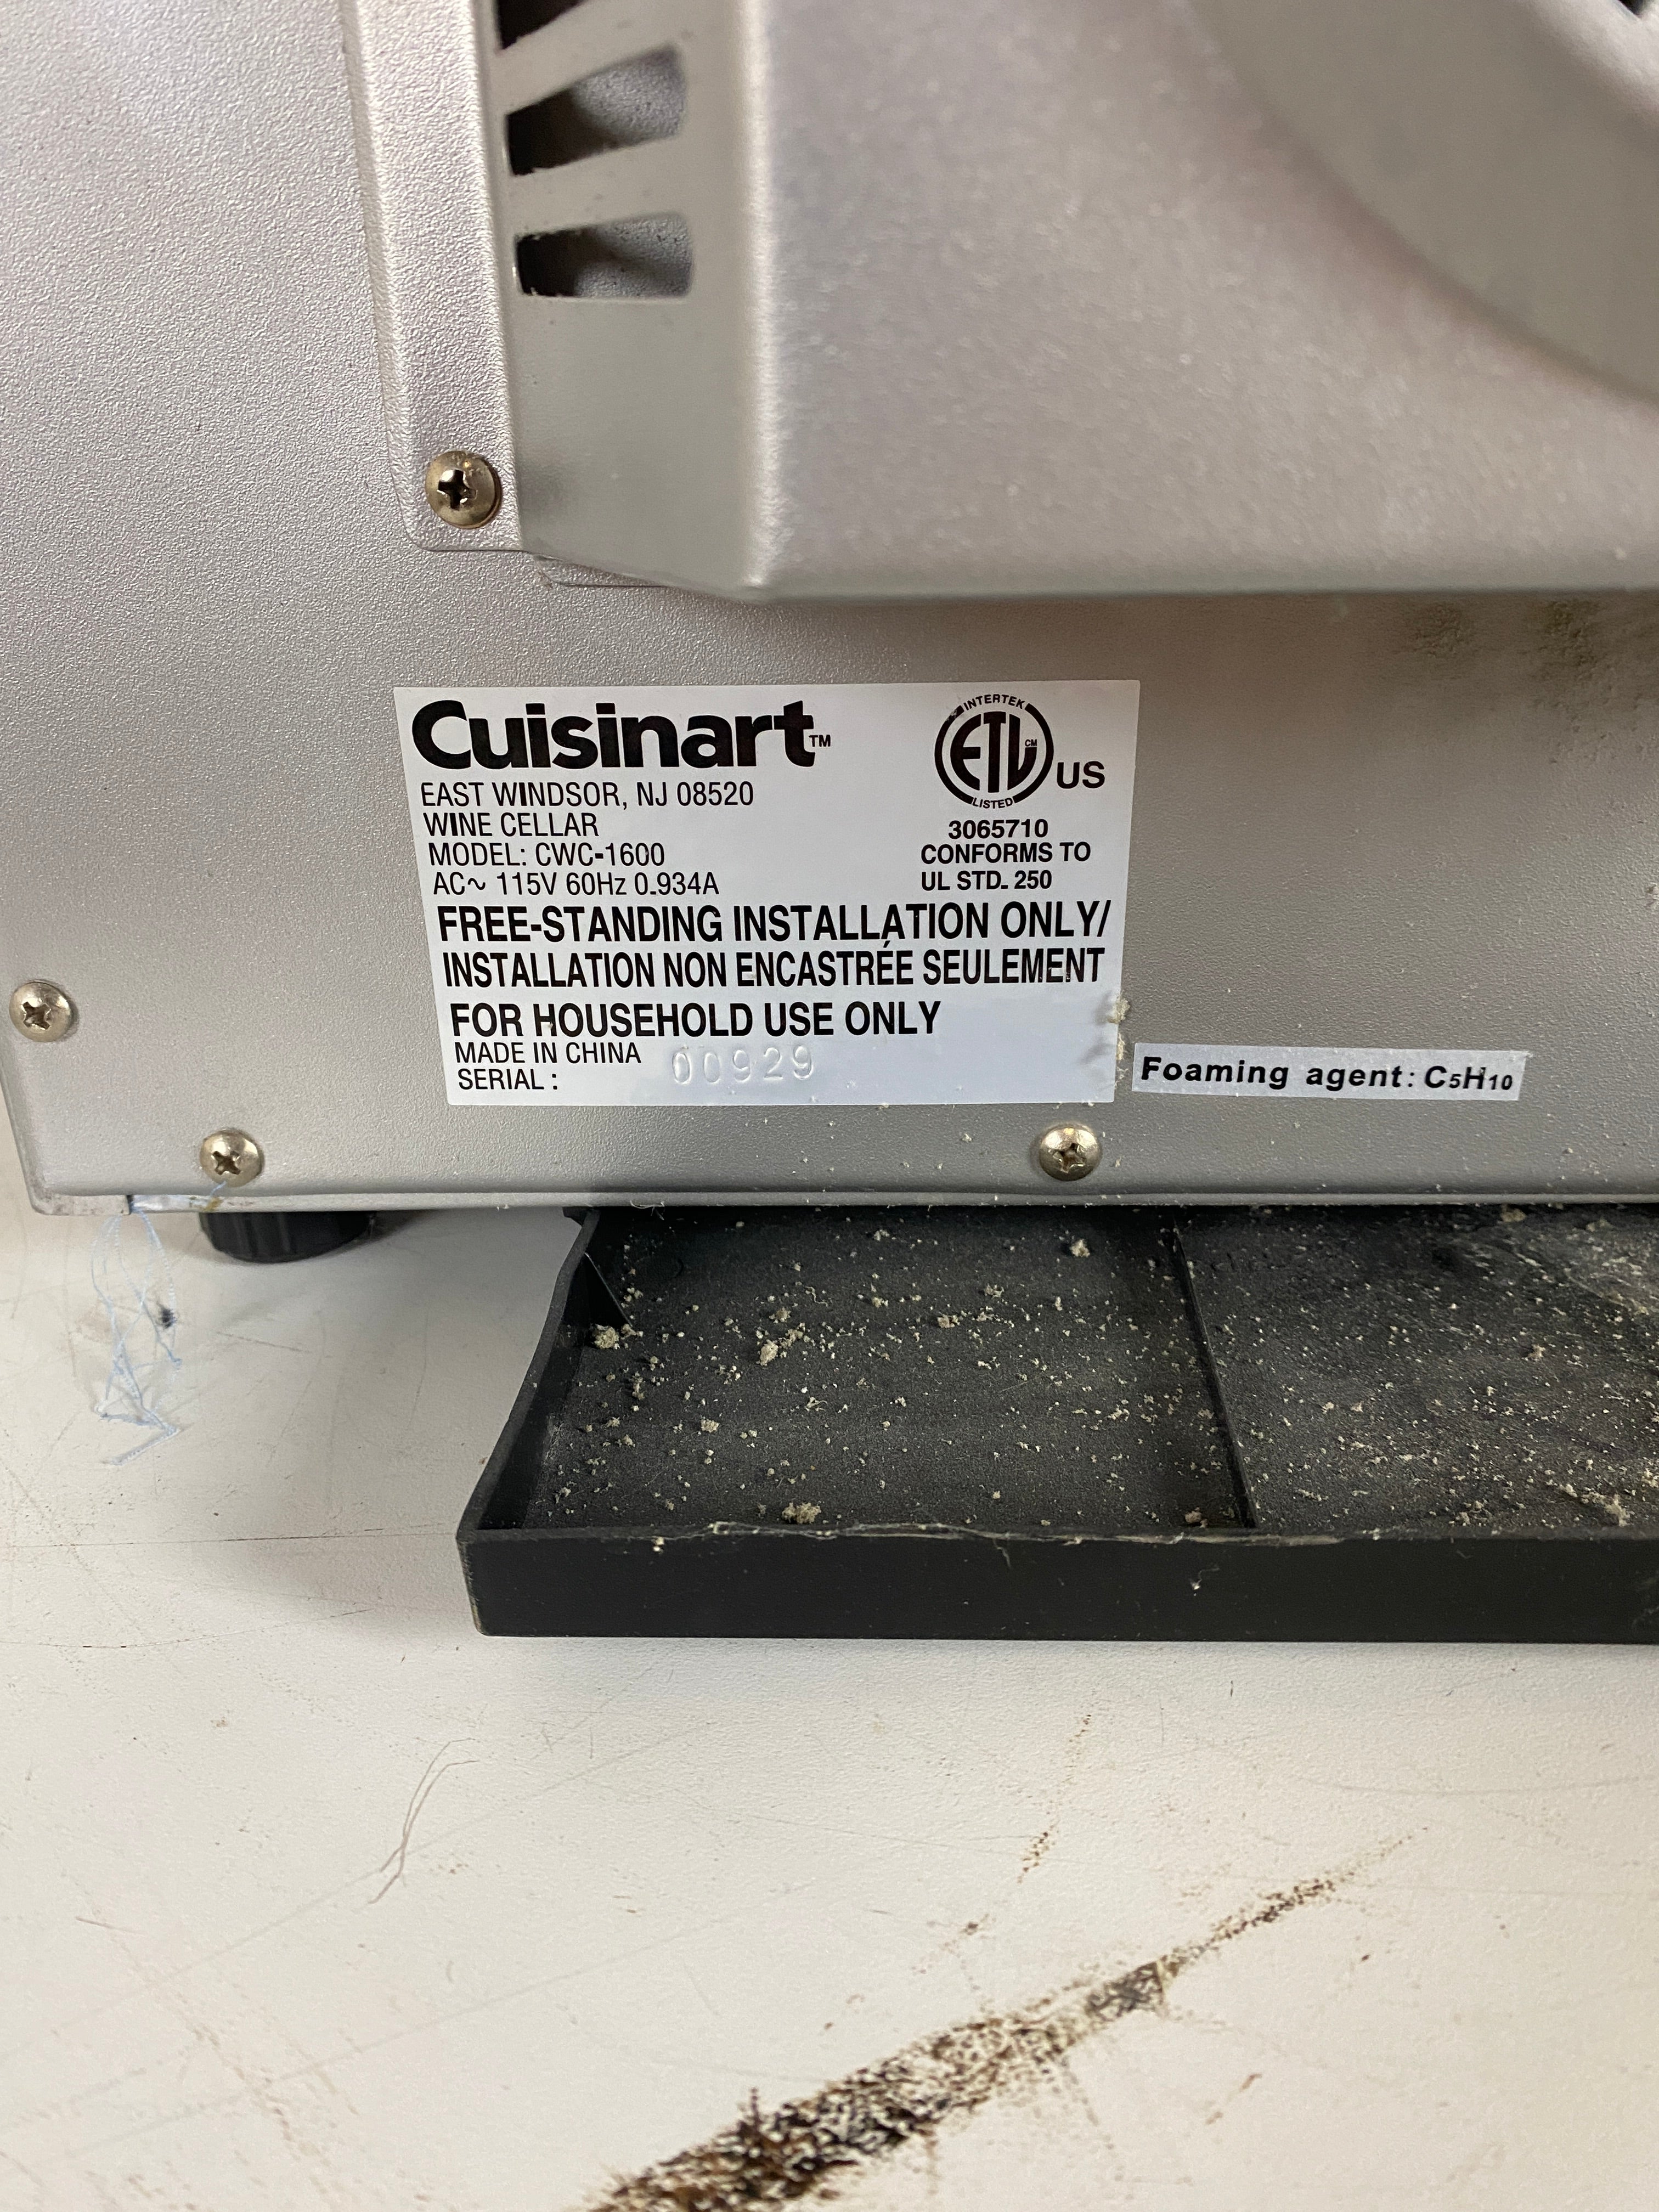 Cuisinart™
EAST WINDSOR, NJ 08520
WINE CELLAR
MODEL: CWC-1600
AC~ 115V 60Hz 0.934A
INTERTEK
ETL CM
LISTED
US
3065710
CONFORMS TO
UL STD. 250
FREE-STANDING INSTALLATION ONLY/
INSTALLATION NON ENCASTRÉE SEULEMENT
FOR HOUSEHOLD USE ONLY
MADE IN CHINA
SERIAL : 00929
Foaming agent: C5H10